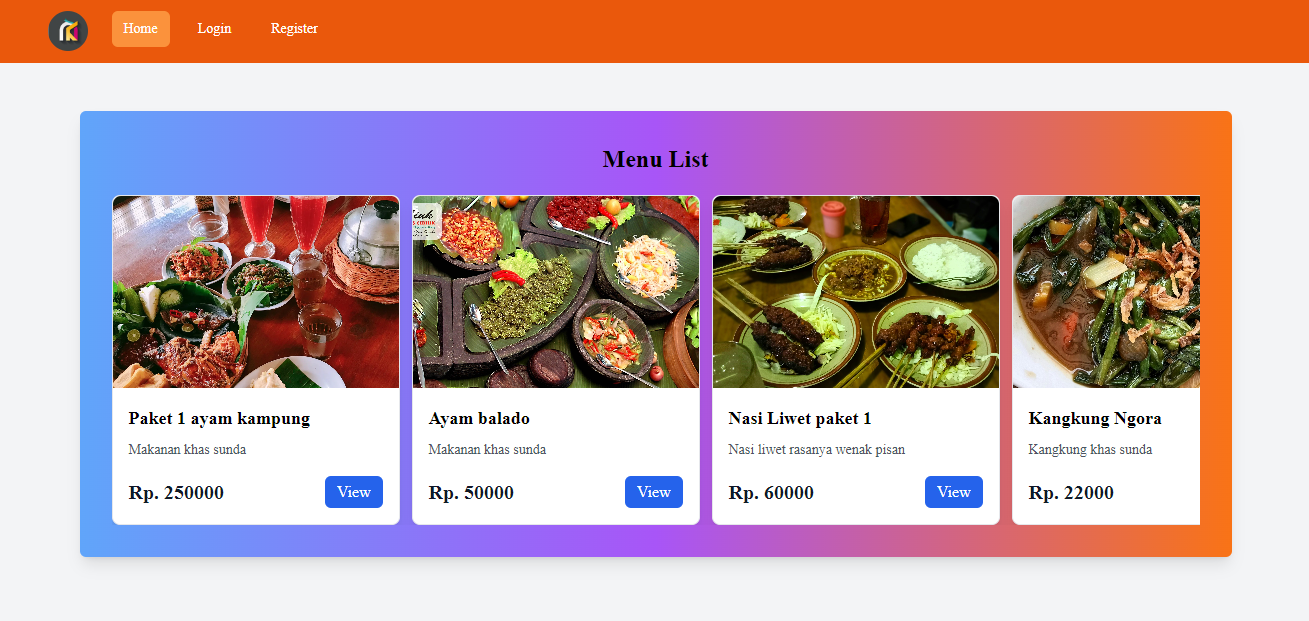 Home Login Register
Menu List
Paket 1 ayam kampung
Makanan khas sunda
Rp. 250000 View
Ayam balado
Makanan khas sunda
Rp. 50000 View
Nasi Liwet paket 1
Nasi liwet rasanya wenak pisan
Rp. 60000 View
Kangkung Ngora
Kangkung khas sunda
Rp. 22000